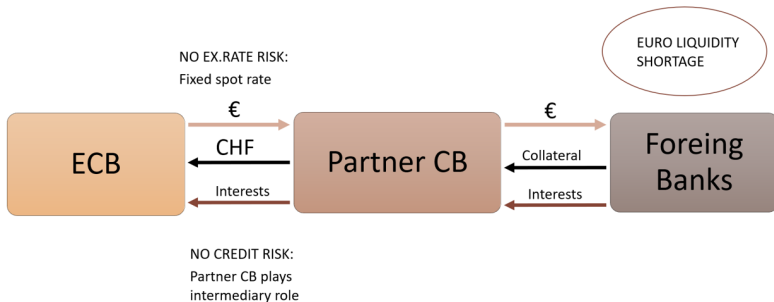 NO EX.RATE RISK:
Fixed spot rate
EURO LIQUIDITY
SHORTAGE
ECB
€
CHF
Interests
Partner CB
€
Collateral
Interests
Foreing
Banks
NO CREDIT RISK:
Partner CB plays
intermediary role